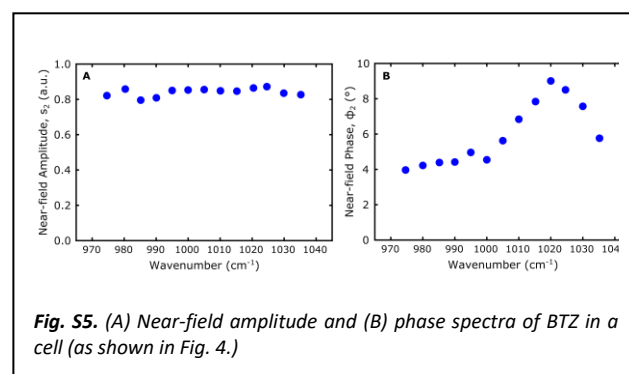 A
B
1.0
0.8
0.6
0.4
0.2
0.0
Near-field Amplitude, s₂ (a.u.)
970 980 990 1000 1010 1020 1030 1040
Wavenumber (cm⁻¹)
10
8
6
4
2
0
Near-field Phase, ϕ₂ (°)
970 980 990 1000 1010 1020 1030 1040
Wavenumber (cm⁻¹)
Fig. S5. (A) Near-field amplitude and (B) phase spectra of BTZ in a
cell (as shown in Fig. 4.)